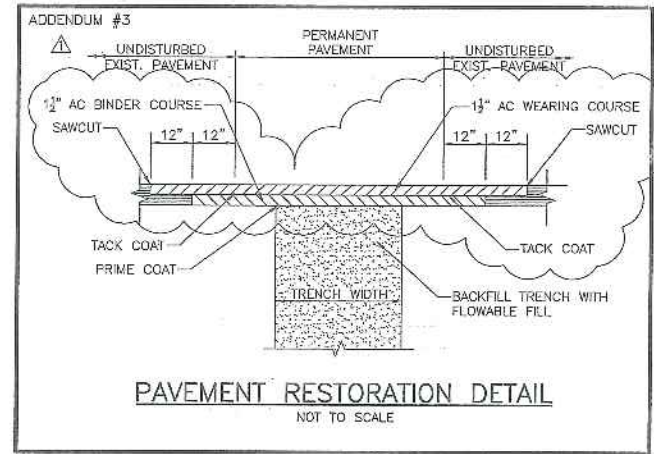 ADDENDUM #3
1
UNDISTURBED
EXIST. PAVEMENT
PERMANENT
PAVEMENT
UNDISTURBED
EXIST. PAVEMENT
1½" AC BINDER COURSE
1½" AC WEARING COURSE
SAWCUT
12" 12"
12" 12"
SAWCUT
TACK COAT
TACK COAT
PRIME COAT
TRENCH WIDTH
BACKFILL TRENCH WITH
FLOWABLE FILL
PAVEMENT RESTORATION DETAIL
NOT TO SCALE